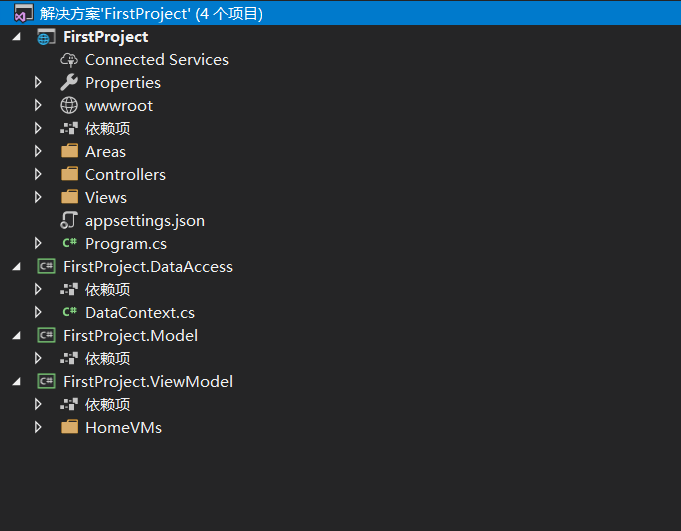 解决方案'FirstProject' (4 个项目)
FirstProject
Connected Services
Properties
wwwroot
依赖项
Areas
Controllers
Views
appsettings.json
C# Program.cs
C# FirstProject.DataAccess
依赖项
C# DataContext.cs
C# FirstProject.Model
依赖项
C# FirstProject.ViewModel
依赖项
HomeVMs